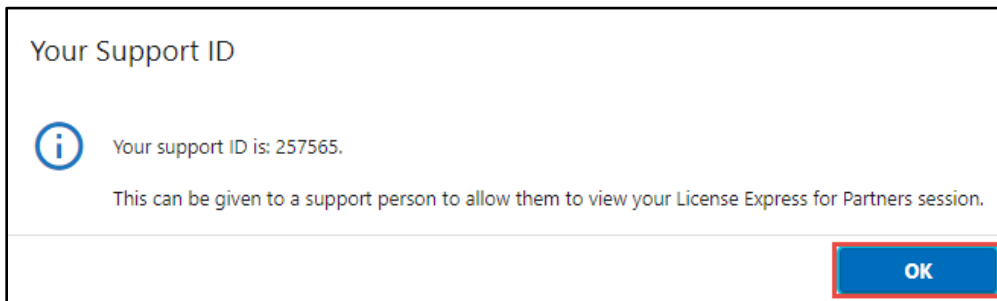 Your Support ID
Your support ID is: 257565.
This can be given to a support person to allow them to view your License Express for Partners session.
OK